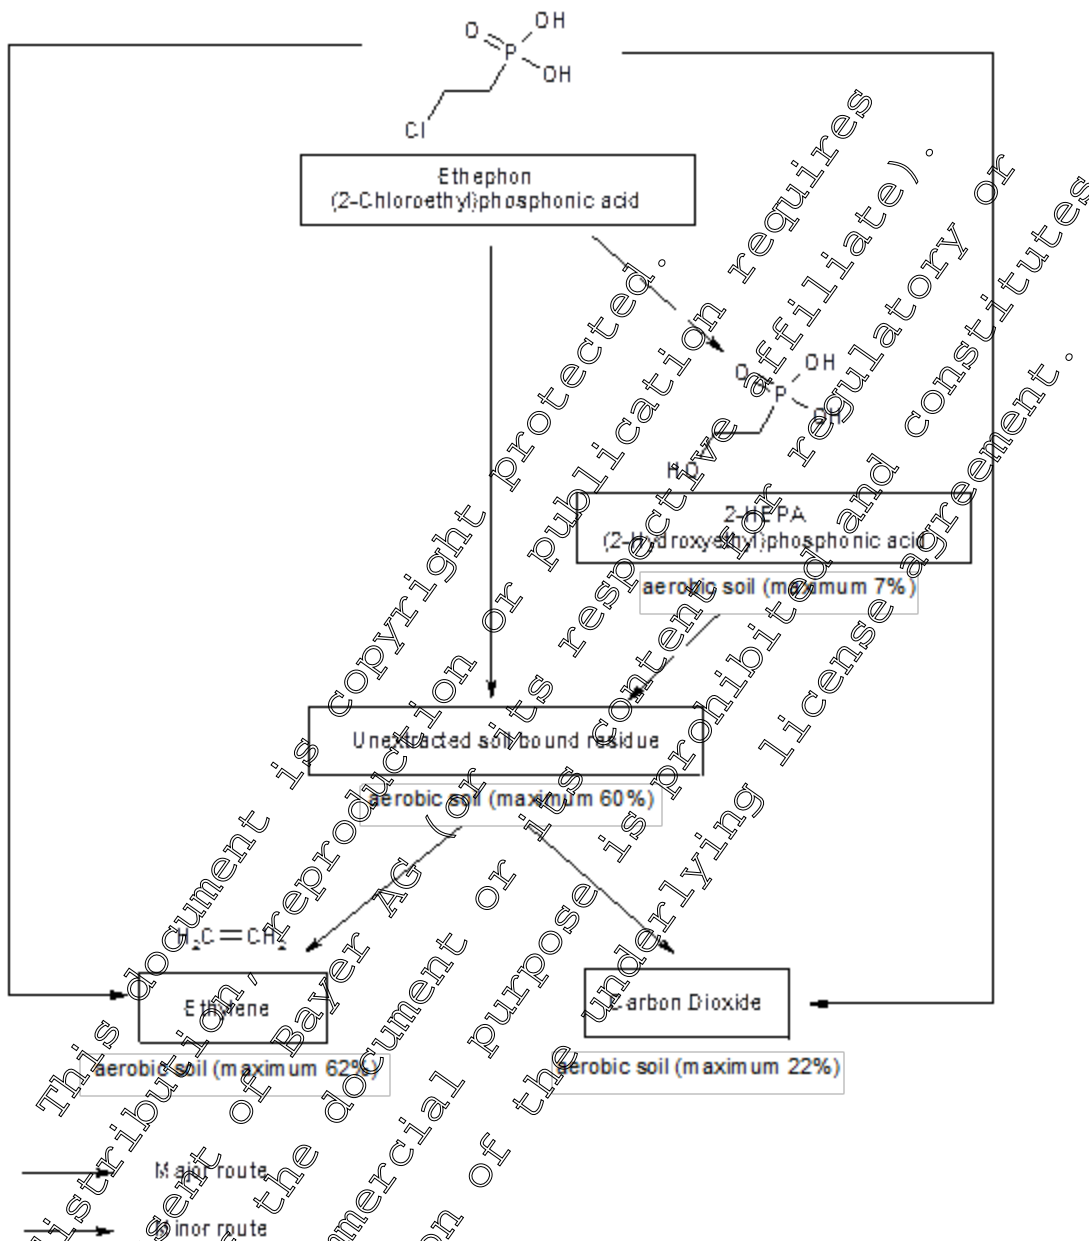 O
OH
P
OH
Cl
Ethephon
(2-Chloroethyl)phosphonic acid
O
OH
P
OH
HO
2-HEPA
(2-Hydroxyethyl)phosphonic acid
aerobic soil (maximum 7%)
Unextracted soil bound residue
aerobic soil (maximum 60%)
H2C=CH2
Ethylene
Carbon Dioxide
aerobic soil (maximum 62%)
aerobic soil (maximum 22%)
Major route
Minor route
This document is copyright protected.
reproduction or publication requires
sent of Bayer AG (or its respective affiliate).
the document or its content for regulatory or
commercial purpose is prohibited and constitutes
of the underlying license agreement.